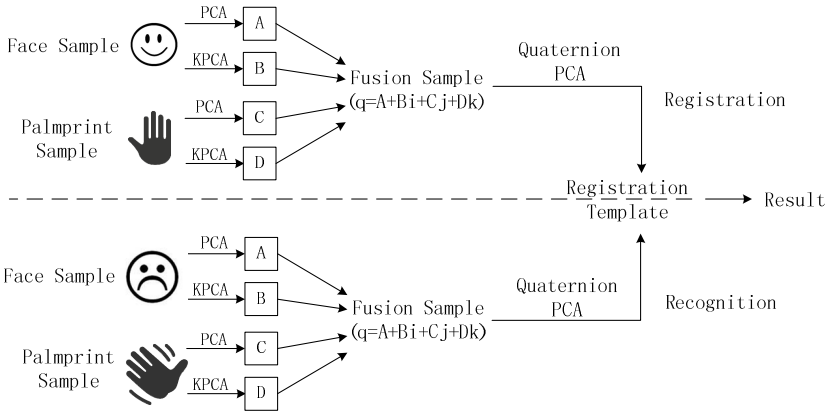 PCA
A
Face Sample
KPCA
B
Fusion Sample
(q=A+Bi+Cj+Dk)
Quaternion
PCA
Registration
PCA
C
Palmprint
Sample
KPCA
D
Registration
Template
Result
PCA
A
Face Sample
KPCA
B
Fusion Sample
(q=A+Bi+Cj+Dk)
Quaternion
PCA
Recognition
PCA
C
Palmprint
Sample
KPCA
D